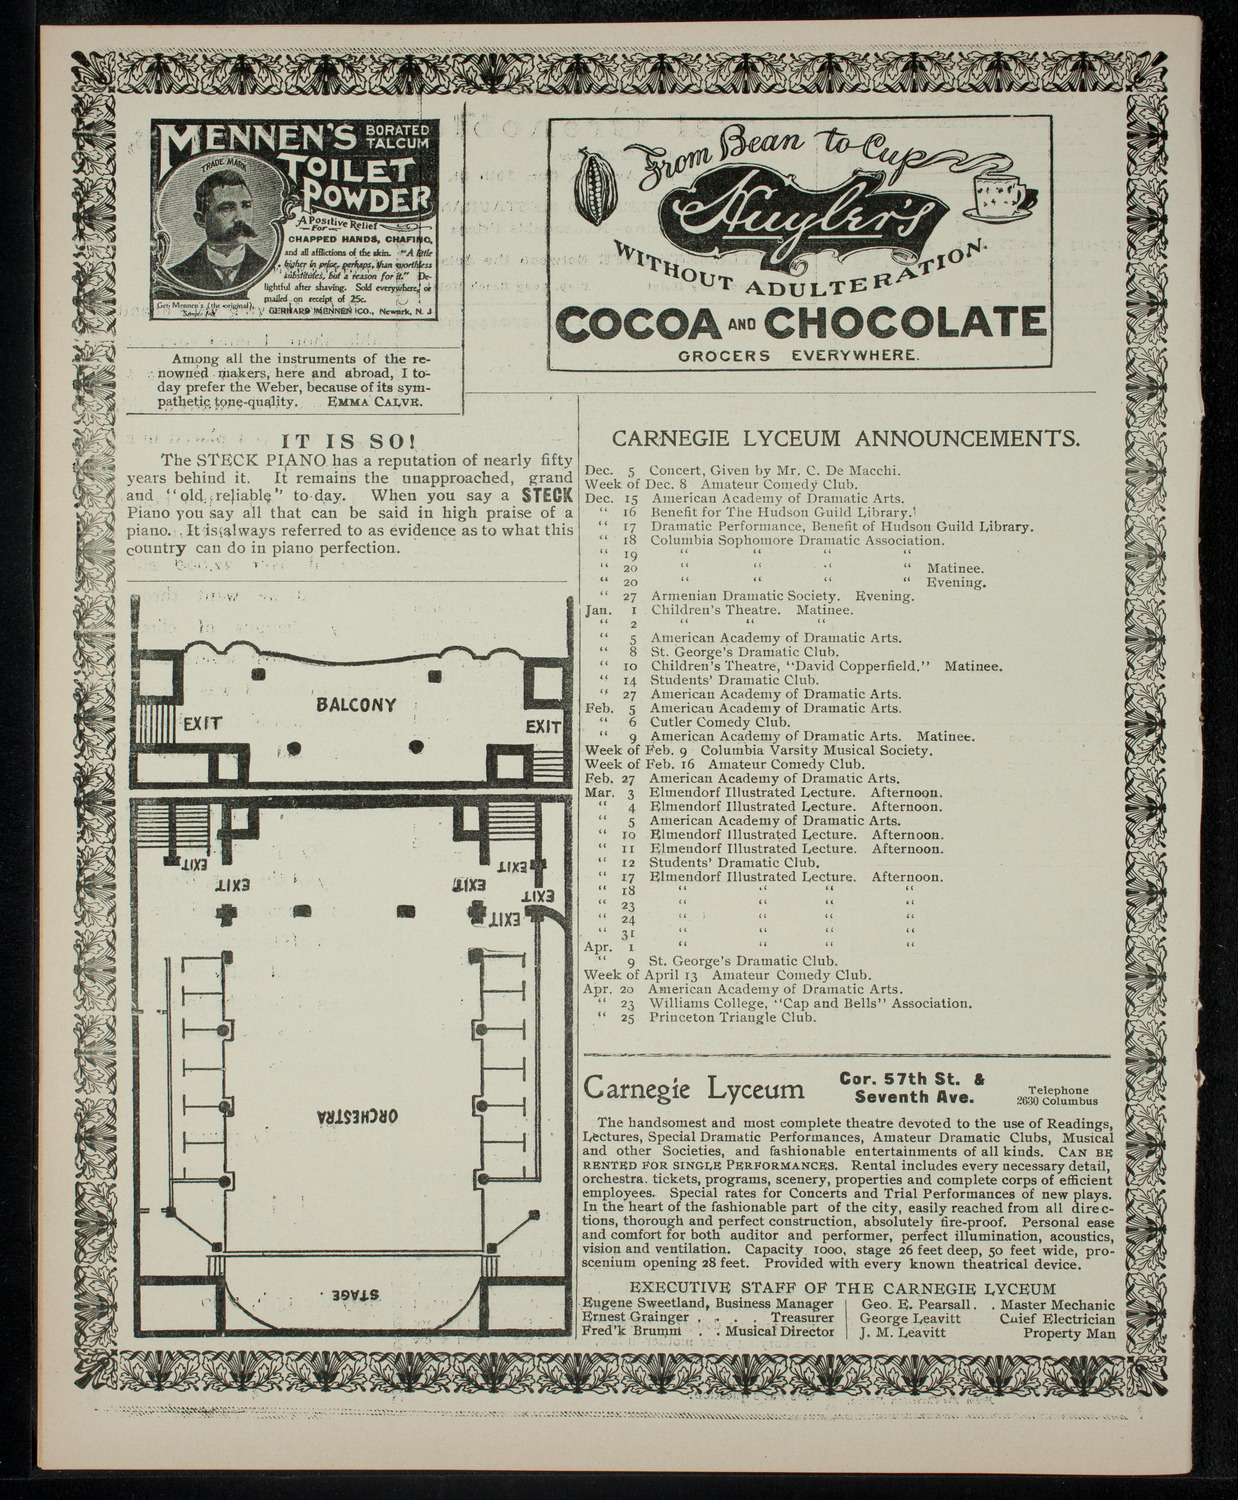 MENNEN'S BORATED TALCUM
TOILET
POWDER
TRADE MARK
A Positive Relief
For
CHAPPED HANDS, CHAFING,
and all afflictions of the skin. "A little
higher in price, perhaps, than worthless
substitutes, but a reason for it." De-
lightful after shaving. Sold everywhere, or
mailed on receipt of 25c.
Get Mennen's (the original).
Sample free
GERHARD MENNEN CO., Newark, N. J
From Bean to Cup
Huyler's
WITHOUT ADULTERATION.
COCOA AND CHOCOLATE
GROCERS EVERYWHERE.
Among all the instruments of the re-
nowned makers, here and abroad, I to-
day prefer the Weber, because of its sym-
pathetic tone-quality. EMMA CALVE.
IT IS SO!
The STECK PIANO has a reputation of nearly fifty
years behind it. It remains the unapproached, grand
and "old reliable" to-day. When you say a STECK
Piano you say all that can be said in high praise of a
piano. It is always referred to as evidence as to what this
country can do in piano perfection.
BALCONY
EXIT
EXIT
EXIT
EXIT
EXIT
EXIT
EXIT
EXIT
ORCHESTRA
STAGE
CARNEGIE LYCEUM ANNOUNCEMENTS.
Dec. 5 Concert, Given by Mr. C. De Macchi.
Week of Dec. 8 Amateur Comedy Club.
Dec. 15 American Academy of Dramatic Arts.
" 16 Benefit for The Hudson Guild Library.
" 17 Dramatic Performance, Benefit of Hudson Guild Library.
" 18 Columbia Sophomore Dramatic Association.
" 19 " " " "
" 20 " " " " Matinee.
" 20 " " " " Evening.
" 27 Armenian Dramatic Society. Evening.
Jan. 1 Children's Theatre. Matinee.
" 2 " " "
" 5 American Academy of Dramatic Arts.
" 8 St. George's Dramatic Club.
" 10 Children's Theatre, "David Copperfield." Matinee.
" 14 Students' Dramatic Club.
" 27 American Academy of Dramatic Arts.
Feb. 5 American Academy of Dramatic Arts.
" 6 Cutler Comedy Club.
" 9 American Academy of Dramatic Arts. Matinee.
Week of Feb. 9 Columbia Varsity Musical Society.
Week of Feb. 16 Amateur Comedy Club.
Feb. 27 American Academy of Dramatic Arts.
Mar. 3 Elmendorf Illustrated Lecture. Afternoon.
" 4 Elmendorf Illustrated Lecture. Afternoon.
" 5 American Academy of Dramatic Arts.
" 10 Elmendorf Illustrated Lecture. Afternoon.
" 11 Elmendorf Illustrated Lecture. Afternoon.
" 12 Students' Dramatic Club.
" 17 Elmendorf Illustrated Lecture. Afternoon.
" 18 " " " "
" 23 " " " "
" 24 " " " "
" 31 " " " "
Apr. 1 " " " "
" 9 St. George's Dramatic Club.
Week of April 13 Amateur Comedy Club.
Apr. 20 American Academy of Dramatic Arts.
" 23 Williams College, "Cap and Bells" Association.
" 25 Princeton Triangle Club.
Carnegie Lyceum Cor. 57th St. & Seventh Ave. Telephone 2630 Columbus
The handsomest and most complete theatre devoted to the use of Readings,
Lectures, Special Dramatic Performances, Amateur Dramatic Clubs, Musical
and other Societies, and fashionable entertainments of all kinds. CAN BE
RENTED FOR SINGLE PERFORMANCES. Rental includes every necessary detail,
orchestra. tickets, programs, scenery, properties and complete corps of efficient
employees. Special rates for Concerts and Trial Performances of new plays.
In the heart of the fashionable part of the city, easily reached from all direc-
tions, thorough and perfect construction, absolutely fire-proof. Personal ease
and comfort for both auditor and performer, perfect illumination, acoustics,
vision and ventilation. Capacity 1000, stage 26 feet deep, 50 feet wide, pro-
scenium opening 28 feet. Provided with every known theatrical device.
EXECUTIVE STAFF OF THE CARNEGIE LYCEUM
Eugene Sweetland, Business Manager
Ernest Grainger . . . . Treasurer
Fred'k Brumm . . Musical Director
Geo. E. Pearsall. . Master Mechanic
George Leavitt Chief Electrician
J. M. Leavitt Property Man